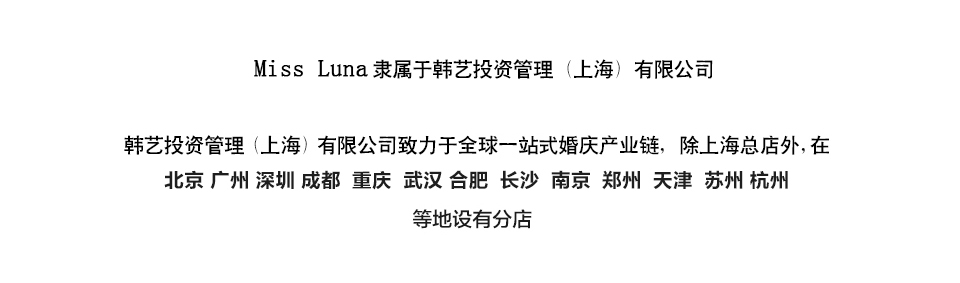 Miss Luna 隶属于韩艺投资管理（上海）有限公司
韩艺投资管理（上海）有限公司致力于全球一站式婚庆产业链， 除上海总店外, 在
北京 广州 深圳 成都 重庆 武汉 合肥 长沙 南京 郑州 天津 苏州 杭州
等地设有分店